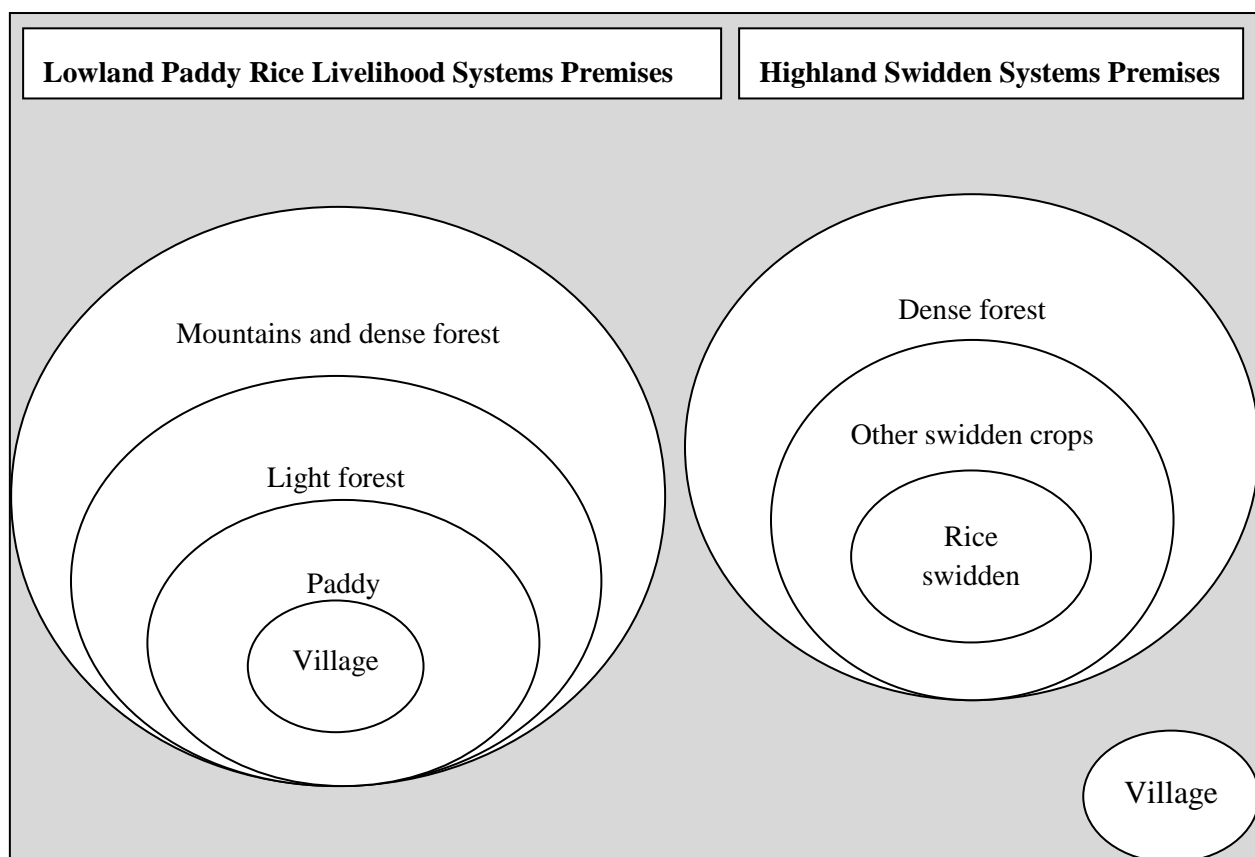 Lowland Paddy Rice Livelihood Systems Premises
Highland Swidden Systems Premises
Mountains and dense forest
Light forest
Paddy
Village
Dense forest
Other swidden crops
Rice
swidden
Village